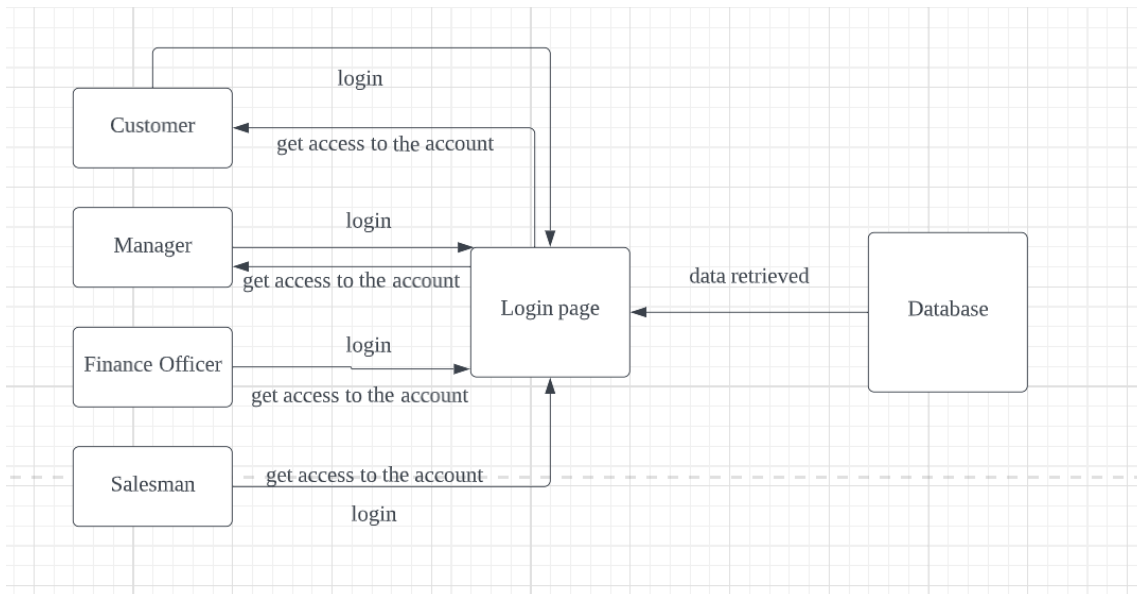 login
Customer
get access to the account
login
Manager
get access to the account
data retrieved
Login page
Database
login
Finance Officer
get access to the account
get access to the account
Salesman
login